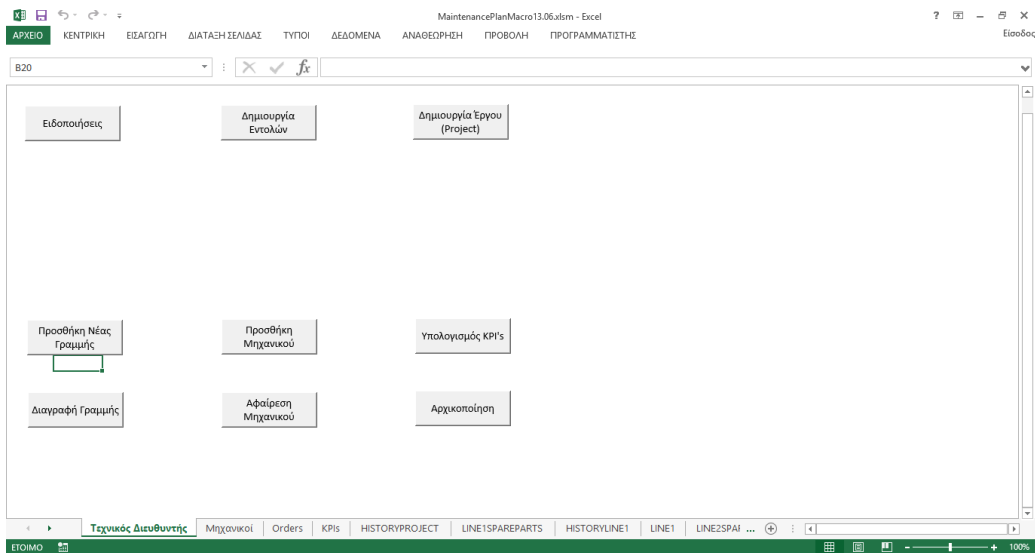 MaintenancePlanMacro13.06.xlsm - Excel
ΑΡΧΕΙΟ ΚΕΝΤΡΙΚΗ ΕΙΣΑΓΩΓΗ ΔΙΑΤΑΞΗ ΣΕΛΙΔΑΣ ΤΥΠΟΙ ΔΕΔΟΜΕΝΑ ΑΝΑΘΕΩΡΗΣΗ ΠΡΟΒΟΛΗ ΠΡΟΓΡΑΜΜΑΤΙΣΤΗΣ Είσοδος
B20 fx
Ειδοποιήσεις
Δημιουργία
Εντολών
Δημιουργία Έργου
(Project)
Προσθήκη Νέας
Γραμμής
Προσθήκη
Μηχανικού
Υπολογισμός KPI's
Διαγραφή Γραμμής
Αφαίρεση
Μηχανικού
Αρχικοποίηση
Τεχνικός Διευθυντής Μηχανικοί Orders KPIs HISTORYPROJECT LINE1SPAREPARTS HISTORYLINE1 LINE1 LINE2SPAI ...
ΕΤΟΙΜΟ 100%